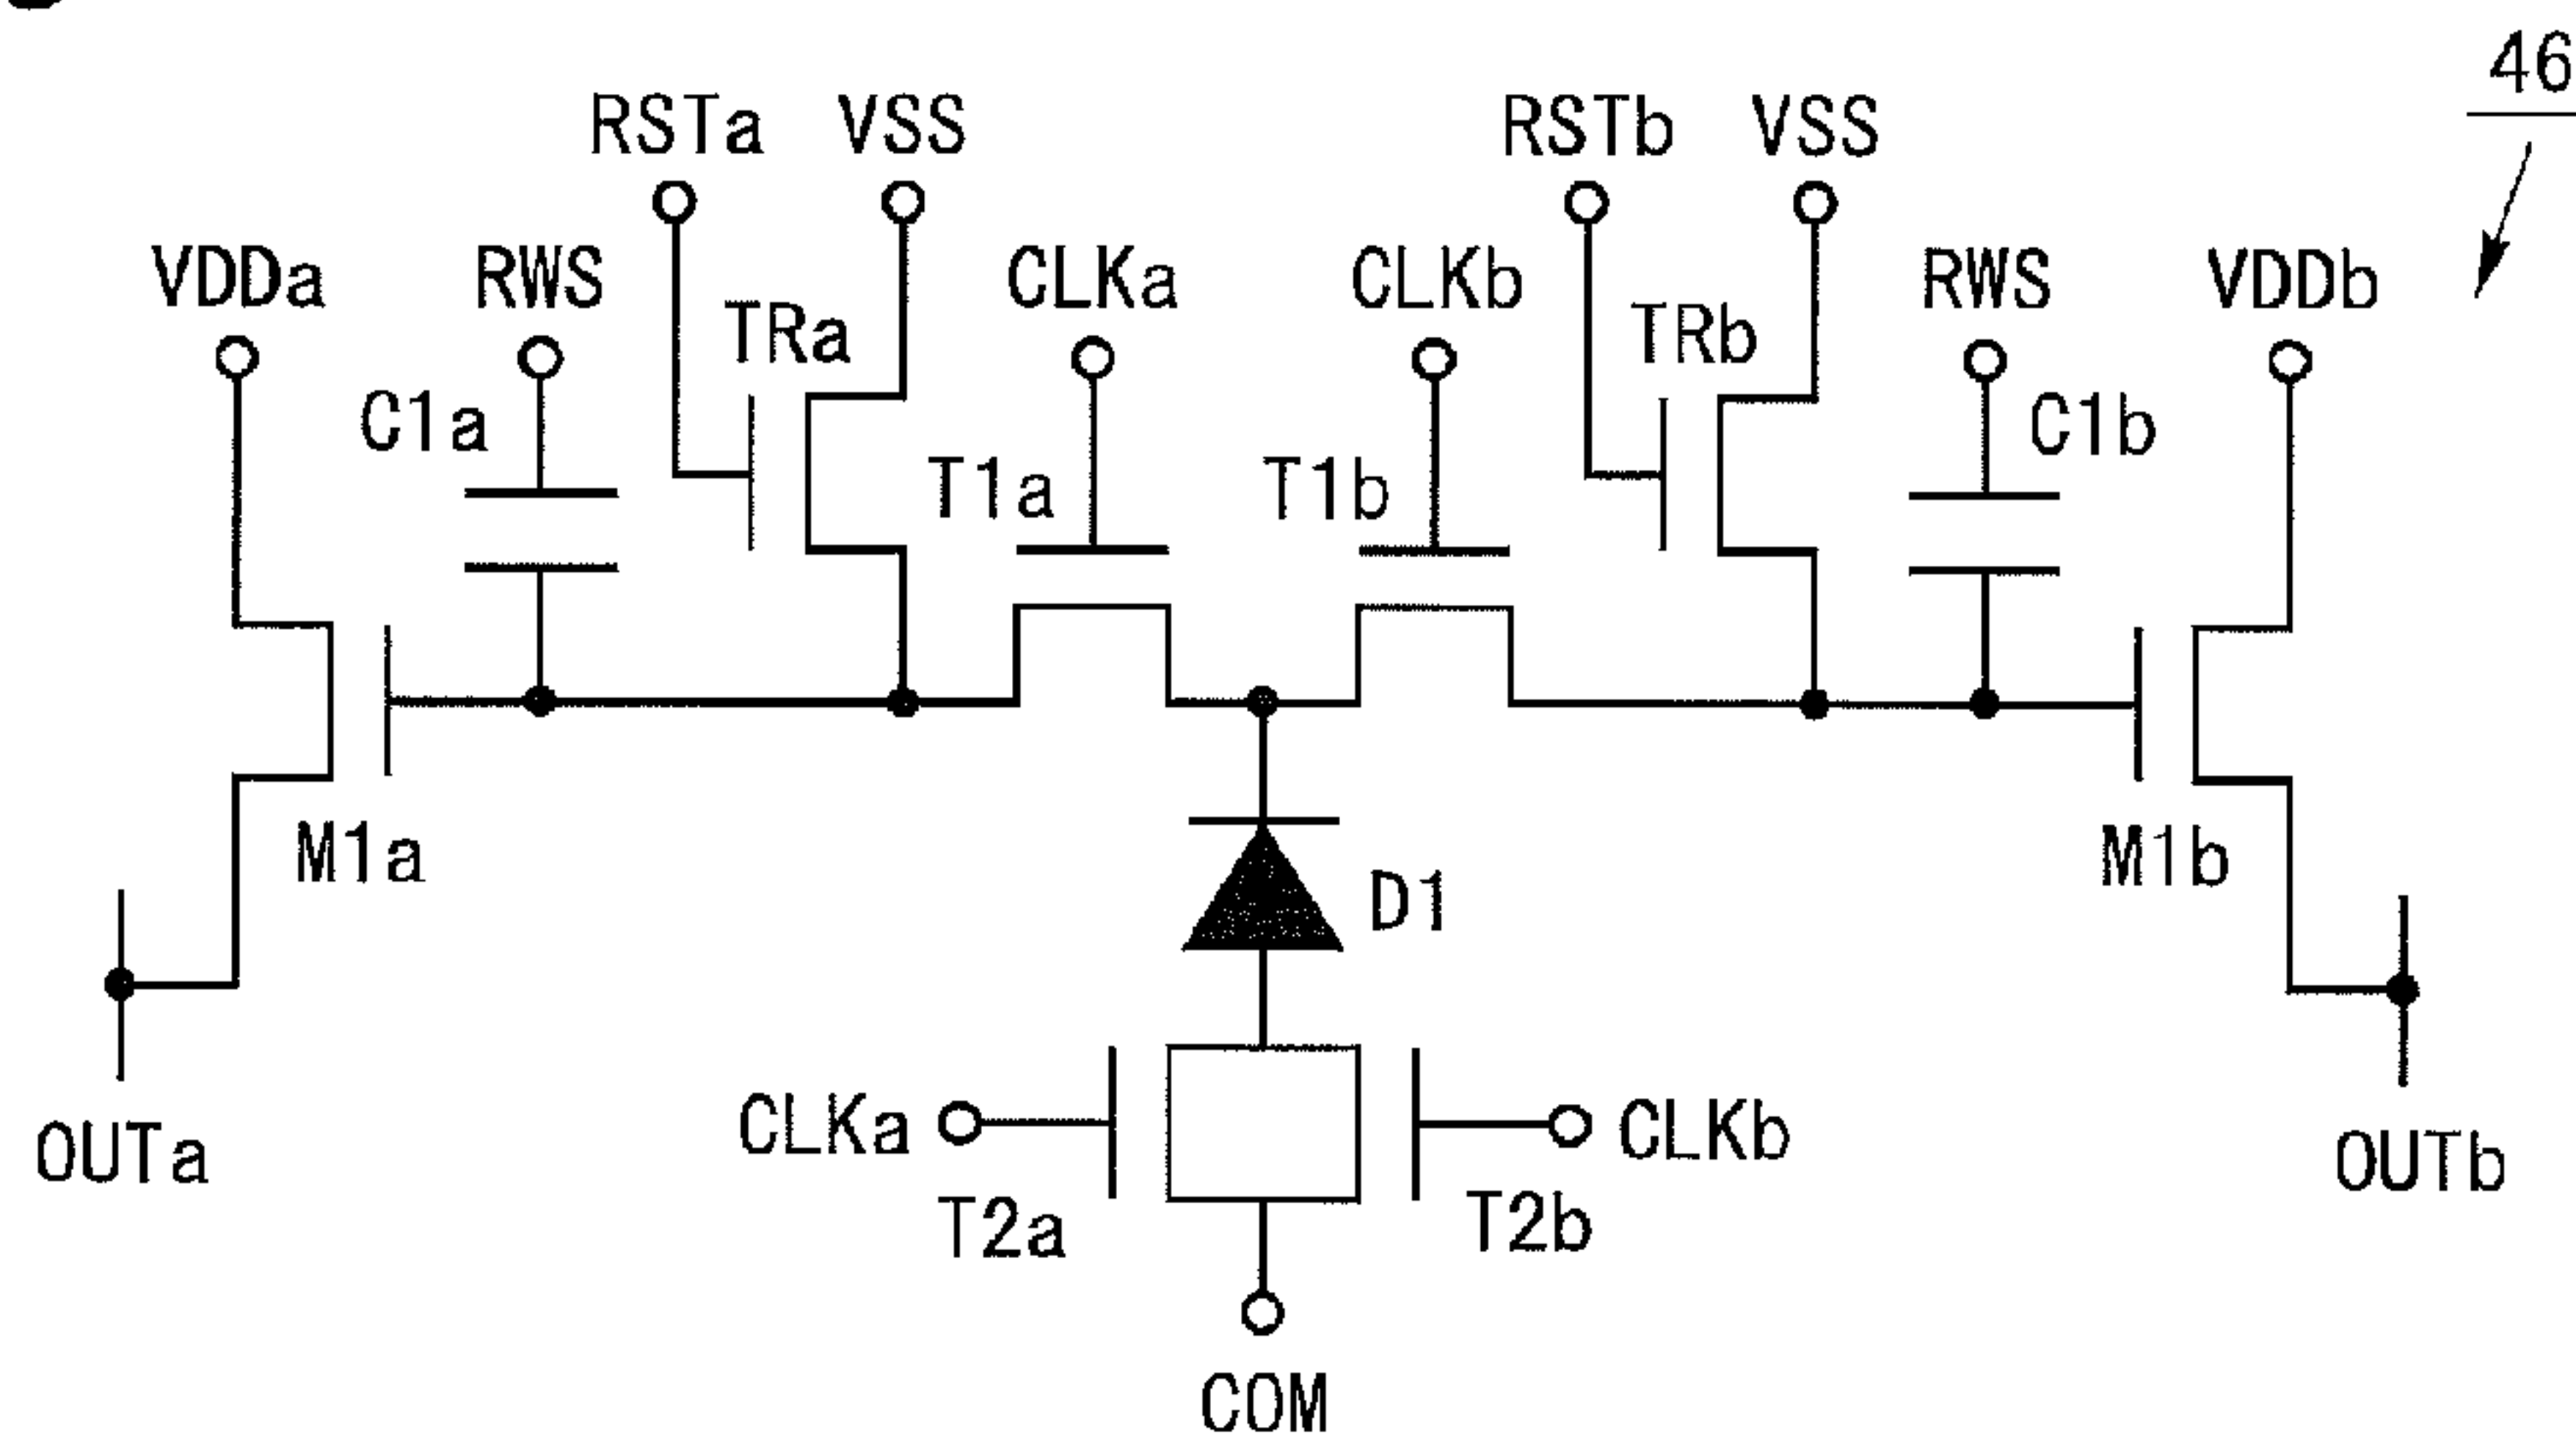 46
RSTa VSS RSTb VSS
VDDa RWS CLKa CLKb RWS VDDb
TRa TRb
C1a C1b
T1a T1b
M1a M1b
D1
CLKa CLKb
OUTa OUTb
T2a T2b
COM